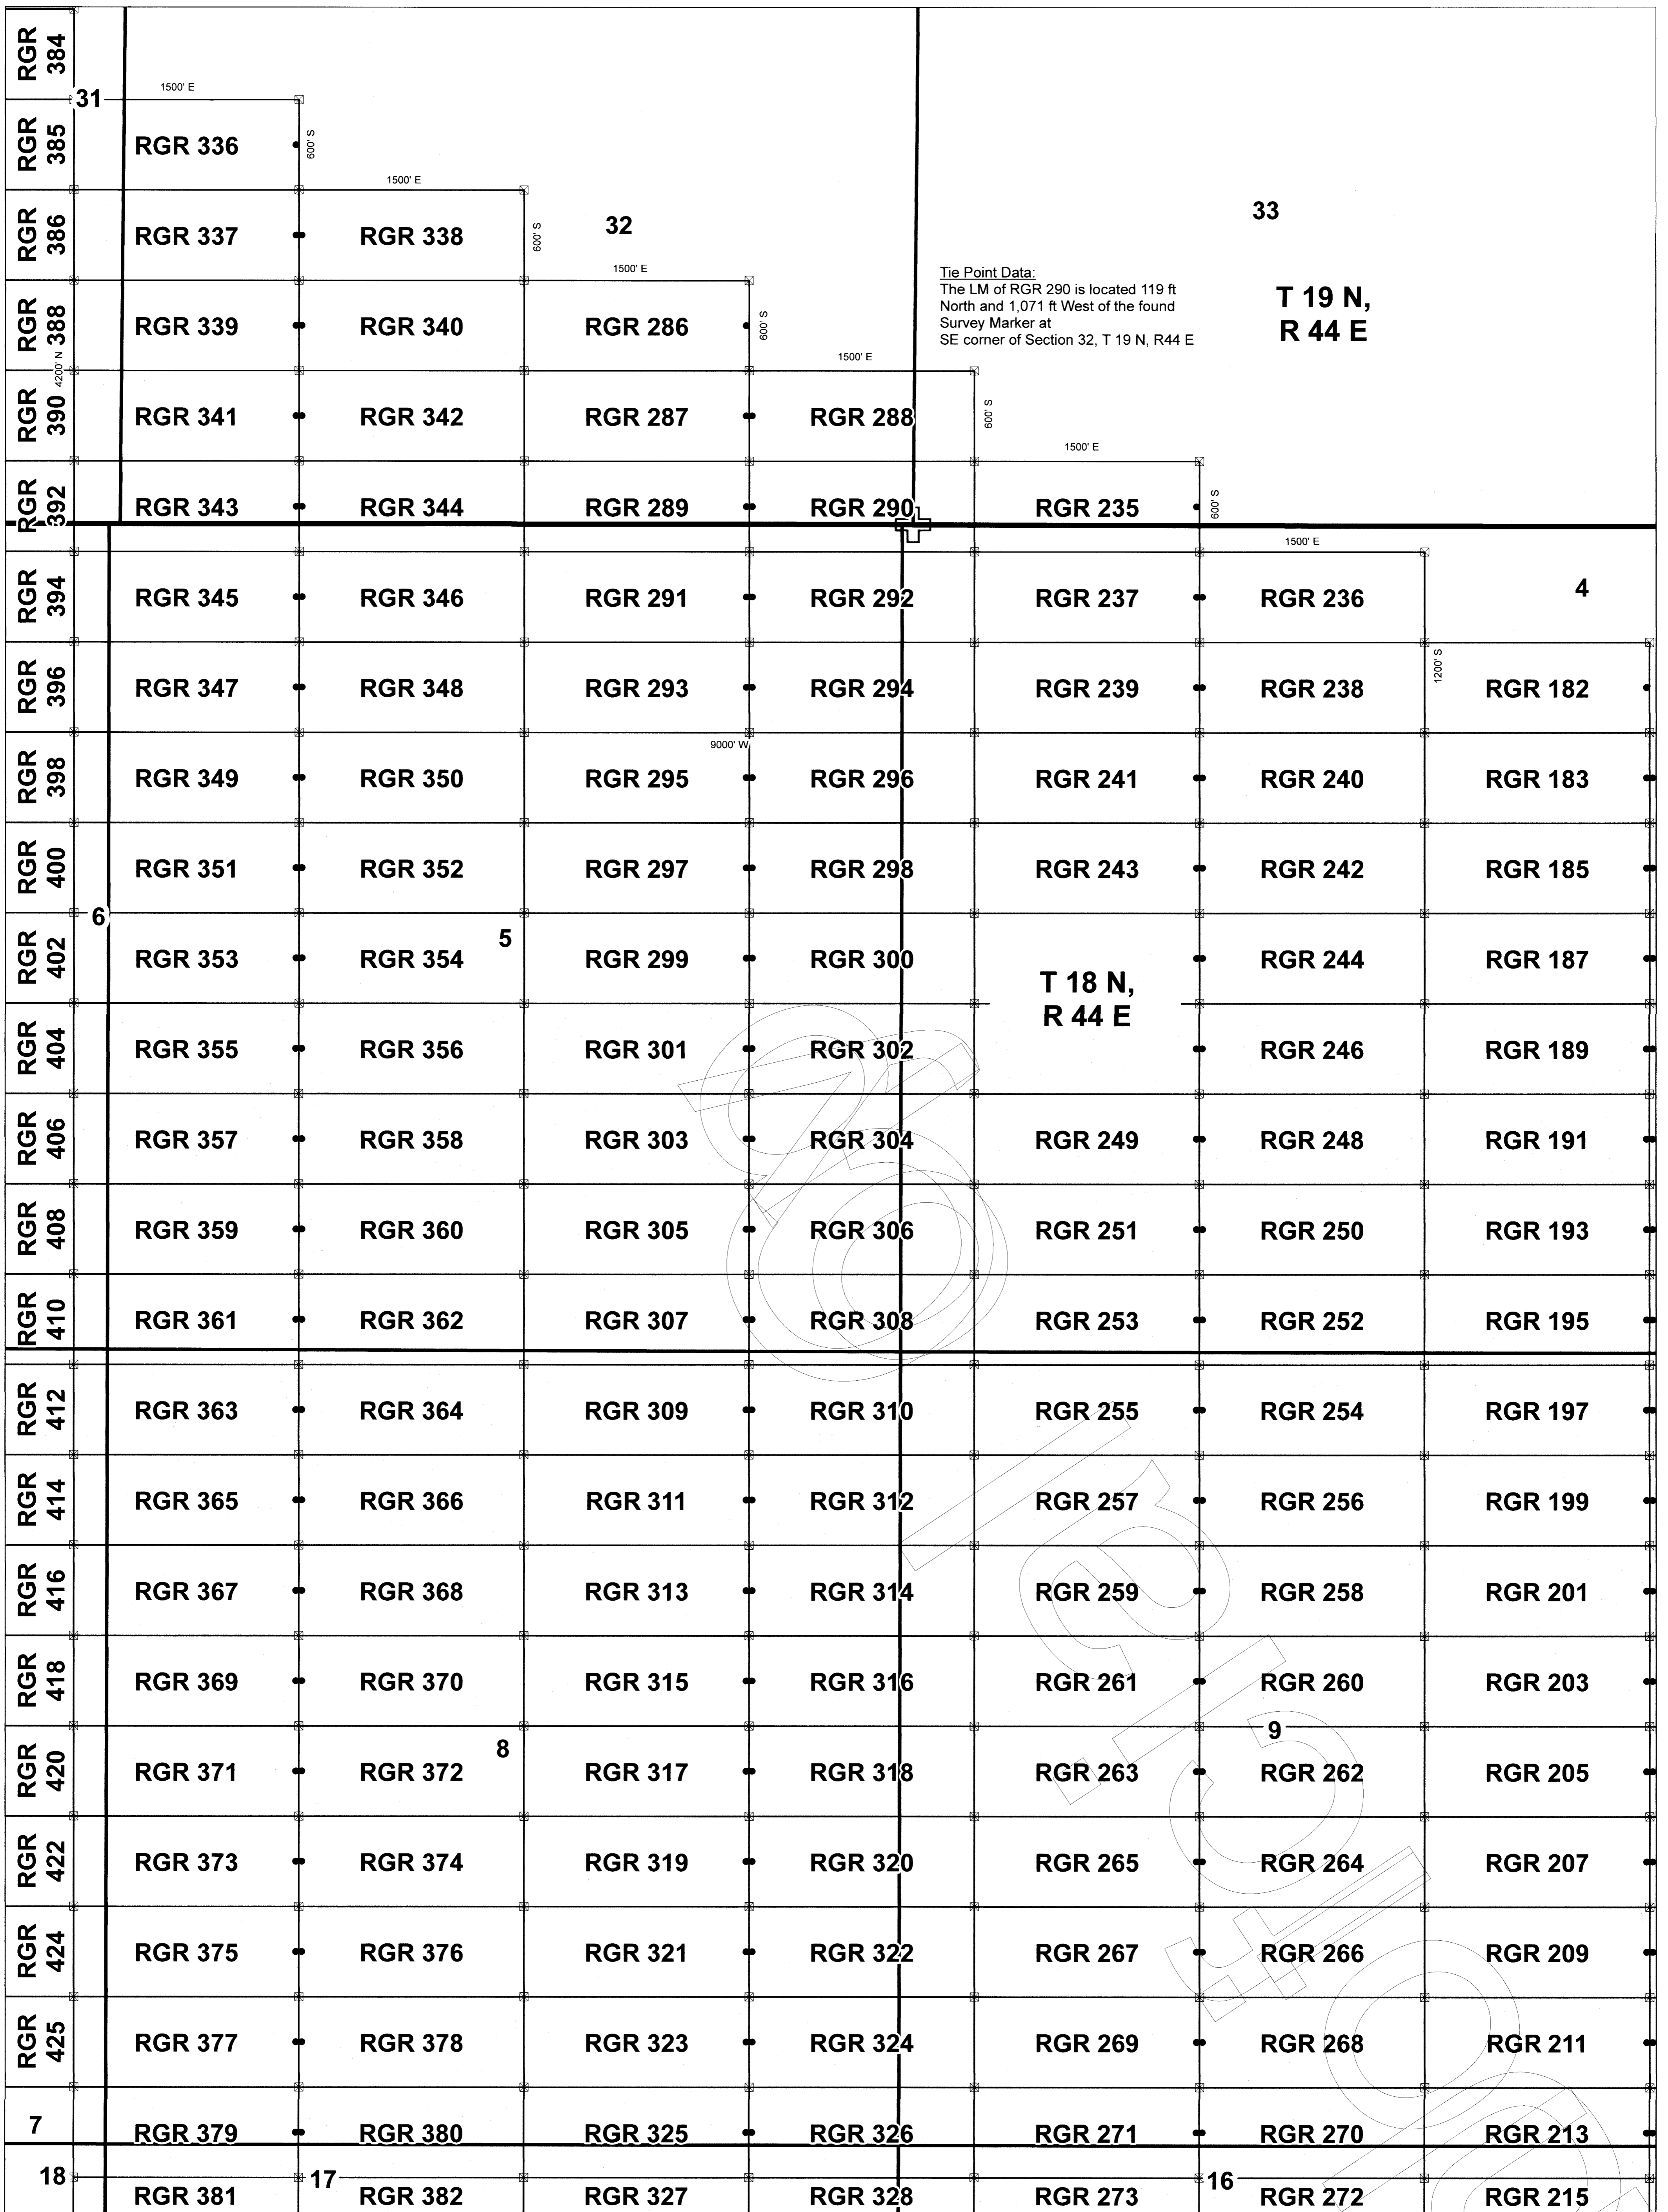 RGR 384
31
1500' E
RGR 385
RGR 336
600' S
1500' E
RGR 386
RGR 337
RGR 338
600' S
32
33
1500' E
Tie Point Data:
The LM of RGR 290 is located 119 ft
North and 1,071 ft West of the found
Survey Marker at
SE corner of Section 32, T 19 N, R44 E
T 19 N,
R 44 E
RGR 388
RGR 339
RGR 340
RGR 286
600' S
1500' E
4200' N
RGR 390
RGR 341
RGR 342
RGR 287
RGR 288
600' S
1500' E
RGR 392
RGR 343
RGR 344
RGR 289
RGR 290
RGR 235
600' S
1500' E
RGR 394
RGR 345
RGR 346
RGR 291
RGR 292
RGR 237
RGR 236
4
RGR 396
RGR 347
RGR 348
RGR 293
RGR 294
RGR 239
RGR 238
1200' S
RGR 182
9000' W
RGR 398
RGR 349
RGR 350
RGR 295
RGR 296
RGR 241
RGR 240
RGR 183
RGR 400
RGR 351
RGR 352
RGR 297
RGR 298
RGR 243
RGR 242
RGR 185
6
RGR 402
RGR 353
RGR 354
5
RGR 299
RGR 300
T 18 N,
R 44 E
RGR 244
RGR 187
RGR 404
RGR 355
RGR 356
RGR 301
RGR 302
RGR 246
RGR 189
RGR 406
RGR 357
RGR 358
RGR 303
RGR 304
RGR 249
RGR 248
RGR 191
RGR 408
RGR 359
RGR 360
RGR 305
RGR 306
RGR 251
RGR 250
RGR 193
RGR 410
RGR 361
RGR 362
RGR 307
RGR 308
RGR 253
RGR 252
RGR 195
RGR 412
RGR 363
RGR 364
RGR 309
RGR 310
RGR 255
RGR 254
RGR 197
RGR 414
RGR 365
RGR 366
RGR 311
RGR 312
RGR 257
RGR 256
RGR 199
RGR 416
RGR 367
RGR 368
RGR 313
RGR 314
RGR 259
RGR 258
RGR 201
RGR 418
RGR 369
RGR 370
RGR 315
RGR 316
RGR 261
RGR 260
RGR 203
9
RGR 420
RGR 371
RGR 372
8
RGR 317
RGR 318
RGR 263
RGR 262
RGR 205
RGR 422
RGR 373
RGR 374
RGR 319
RGR 320
RGR 265
RGR 264
RGR 207
RGR 424
RGR 375
RGR 376
RGR 321
RGR 322
RGR 267
RGR 266
RGR 209
RGR 425
RGR 377
RGR 378
RGR 323
RGR 324
RGR 269
RGR 268
RGR 211
7
RGR 379
RGR 380
RGR 325
RGR 326
RGR 271
RGR 270
RGR 213
18
17
16
RGR 381
RGR 382
RGR 327
RGR 328
RGR 273
RGR 272
RGR 215